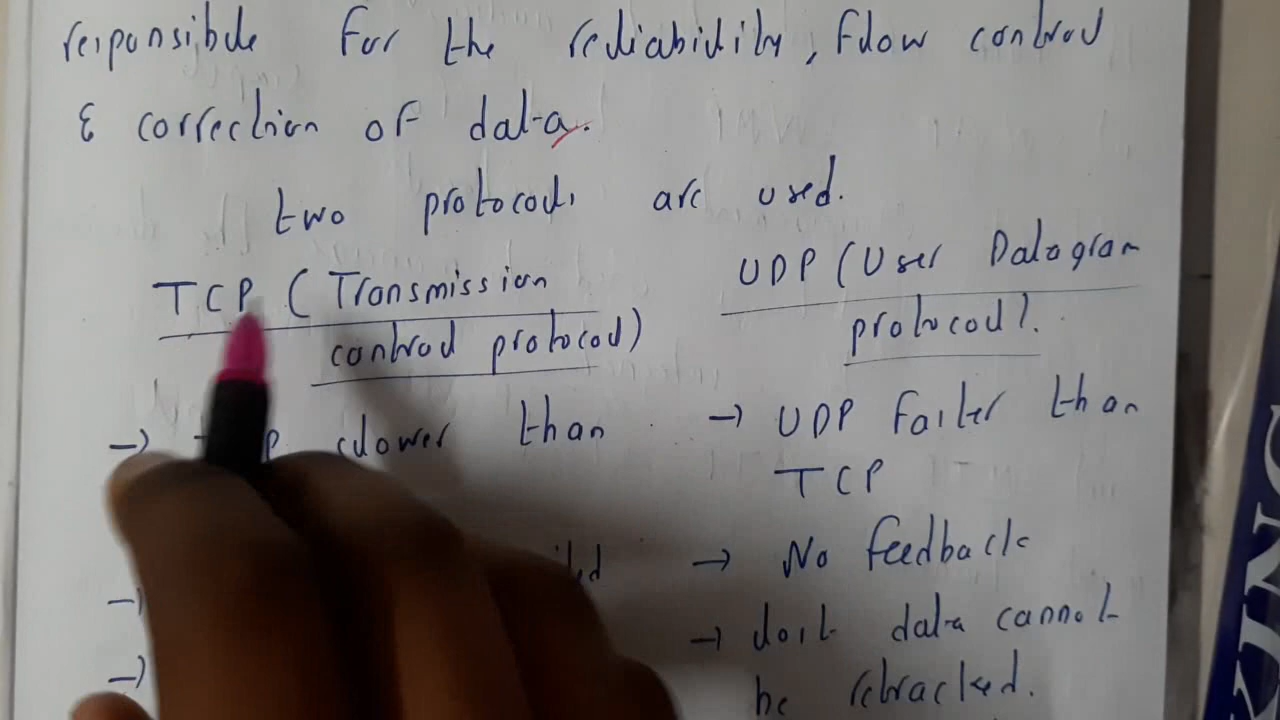 responsible for the reliability, flow control
& correction of data.
two protocols are used.
TCP (Transmission
control protocol)
→ slower than
UDP (User Datagram
protocol).
→ UDP Faster than
TCP
→ No feedback
→ lost data cannot
be retracked.
KING